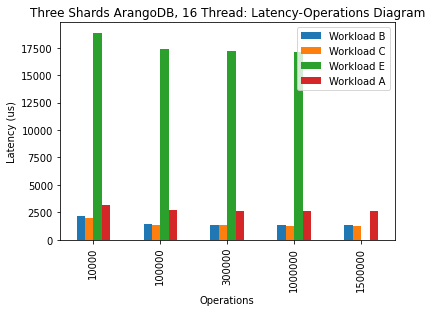 Three Shards ArangoDB, 16 Thread: Latency-Operations Diagram
Workload B
Workload C
Workload E
Workload A
Latency (us)
17500
15000
12500
10000
7500
5000
2500
0
10000
100000
300000
1000000
1500000
Operations